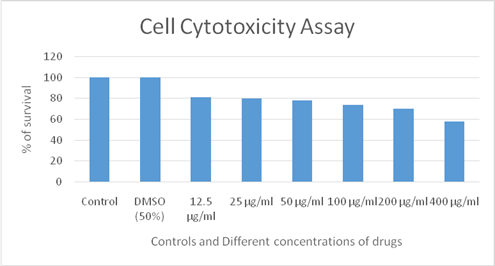 Cell Cytotoxicity Assay
% of survival
120
100
80
60
40
20
0
Control
DMSO
(50%)
12.5
µg/ml
25 µg/ml
50 µg/ml
100 µg/ml
200 µg/ml
400 µg/ml
Controls and Different concentrations of drugs